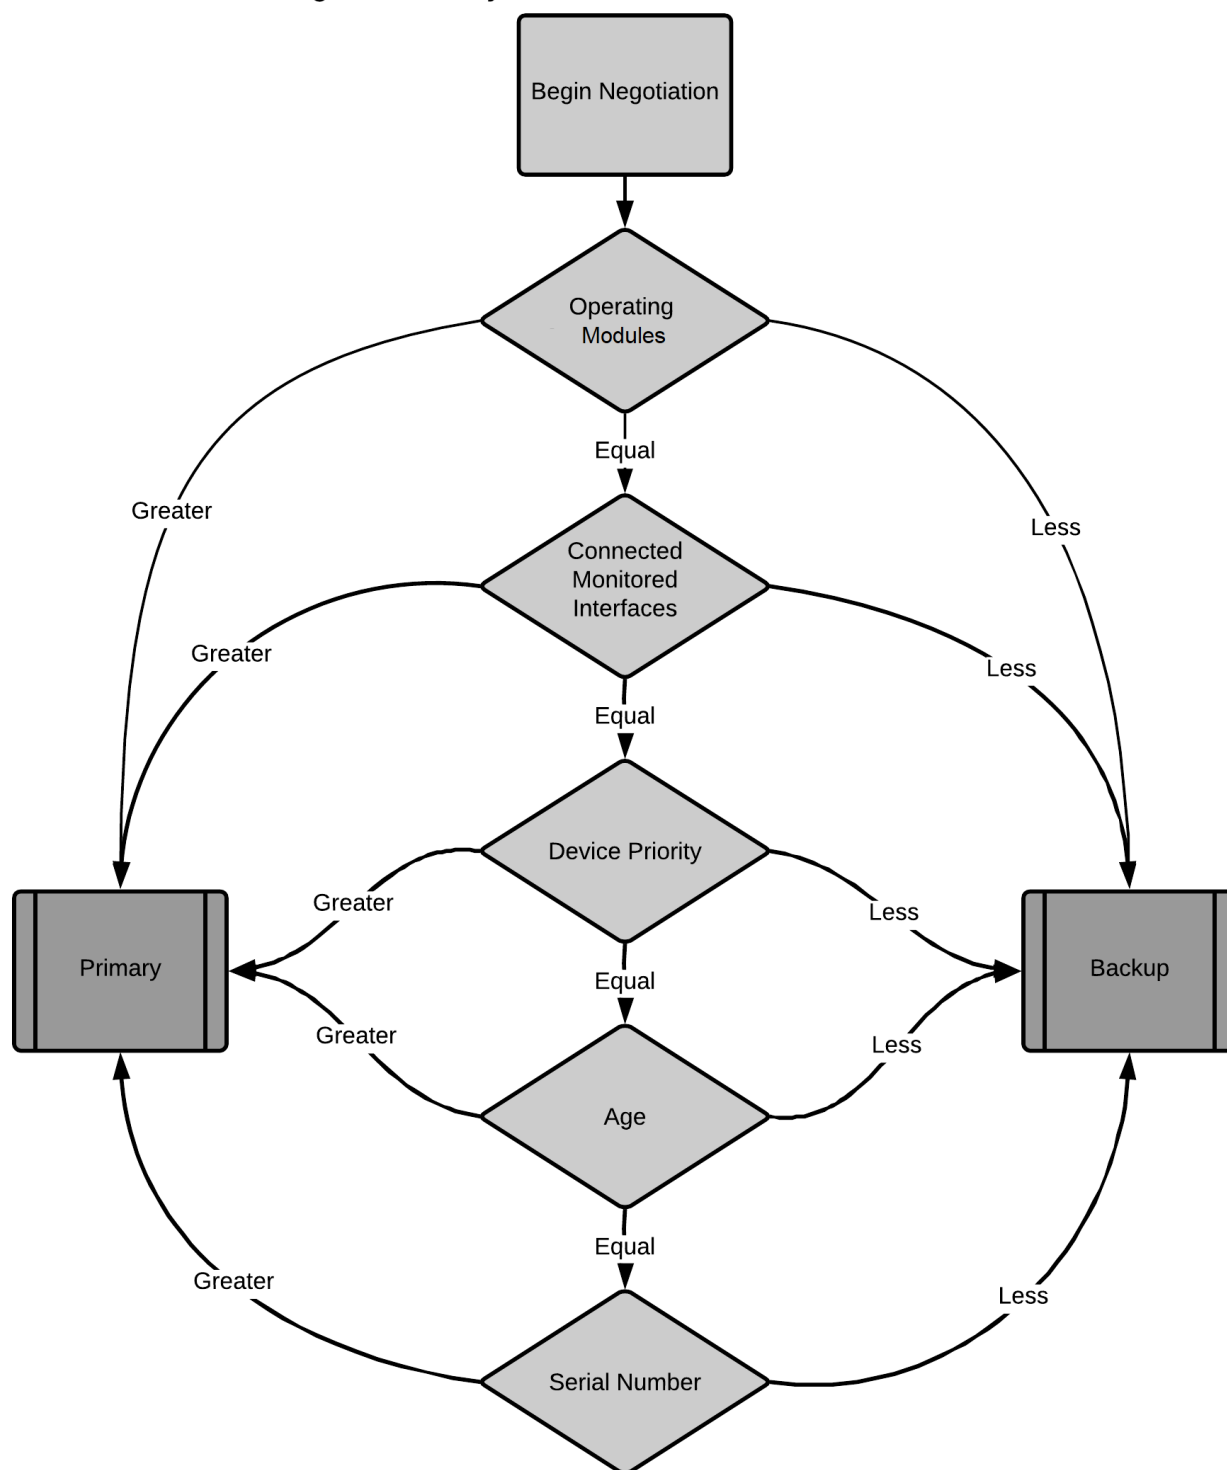 Begin Negotiation
Operating
Modules
Equal
Greater
Less
Connected
Monitored
Interfaces
Greater
Less
Equal
Device Priority
Greater
Less
Primary
Backup
Equal
Greater
Less
Age
Equal
Greater
Less
Serial Number